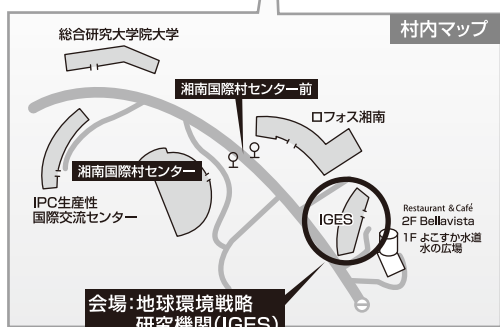 村内マップ
総合研究大学院大学
湘南国際村センター前
ロフォス湘南
湘南国際村センター
IPC生産性
国際交流センター
IGES
Restaurant & Café
2F Bellavista
1F よこすか水道
水の広場
会場:地球環境戦略
研究機関(IGES)